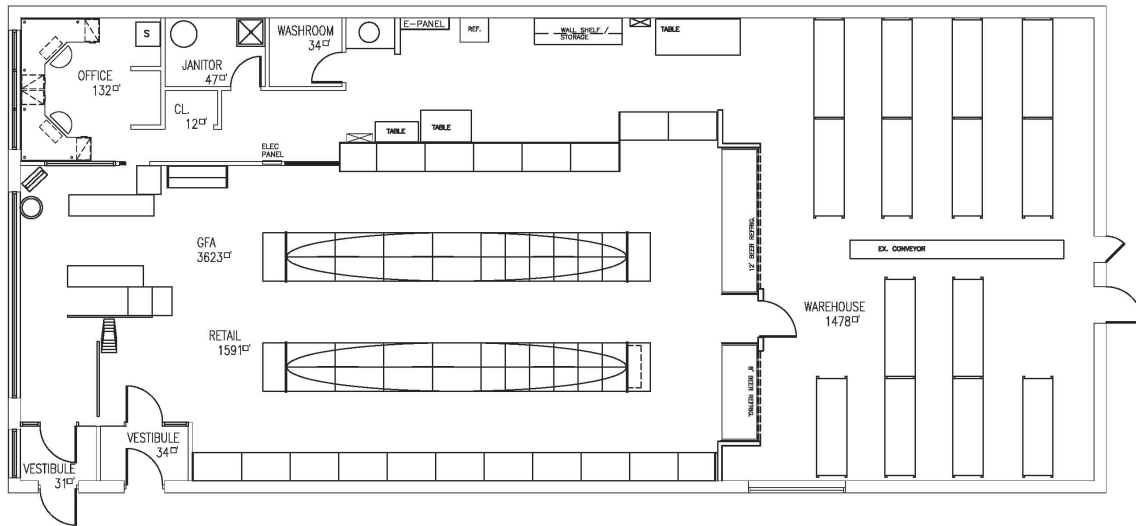 E-PANEL
WASHROOM
34
S
REF.
WALL SHELF /
STORAGE
TABLE
JANITOR
47
OFFICE
132
CL.
12
TABLE
TABLE
ELEC
PANEL
12' BEER REFRIG.
GFA
3623
EX. CONVEYOR
WAREHOUSE
1478
RETAIL
1591
8' BEER REFRIG.
VESTIBULE
34
VESTIBULE
31